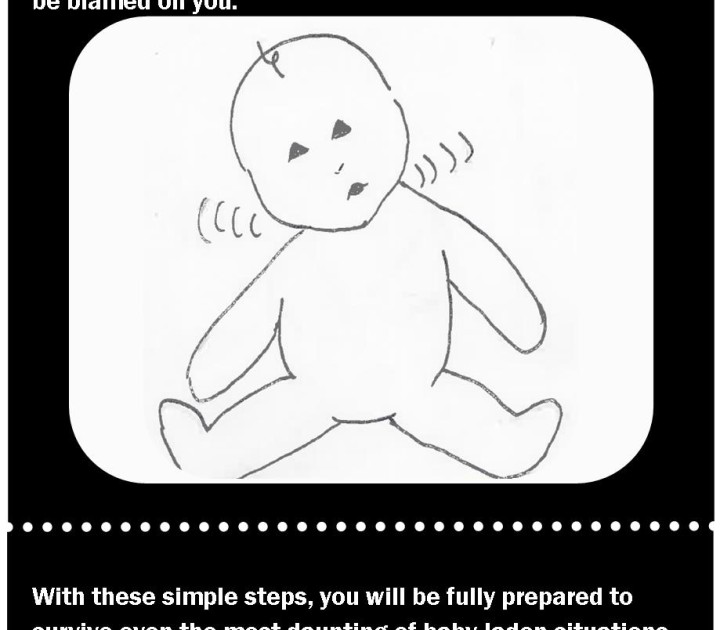 be blamed on you.
With these simple steps, you will be fully prepared to
survive even the most daunting of baby-laden situations